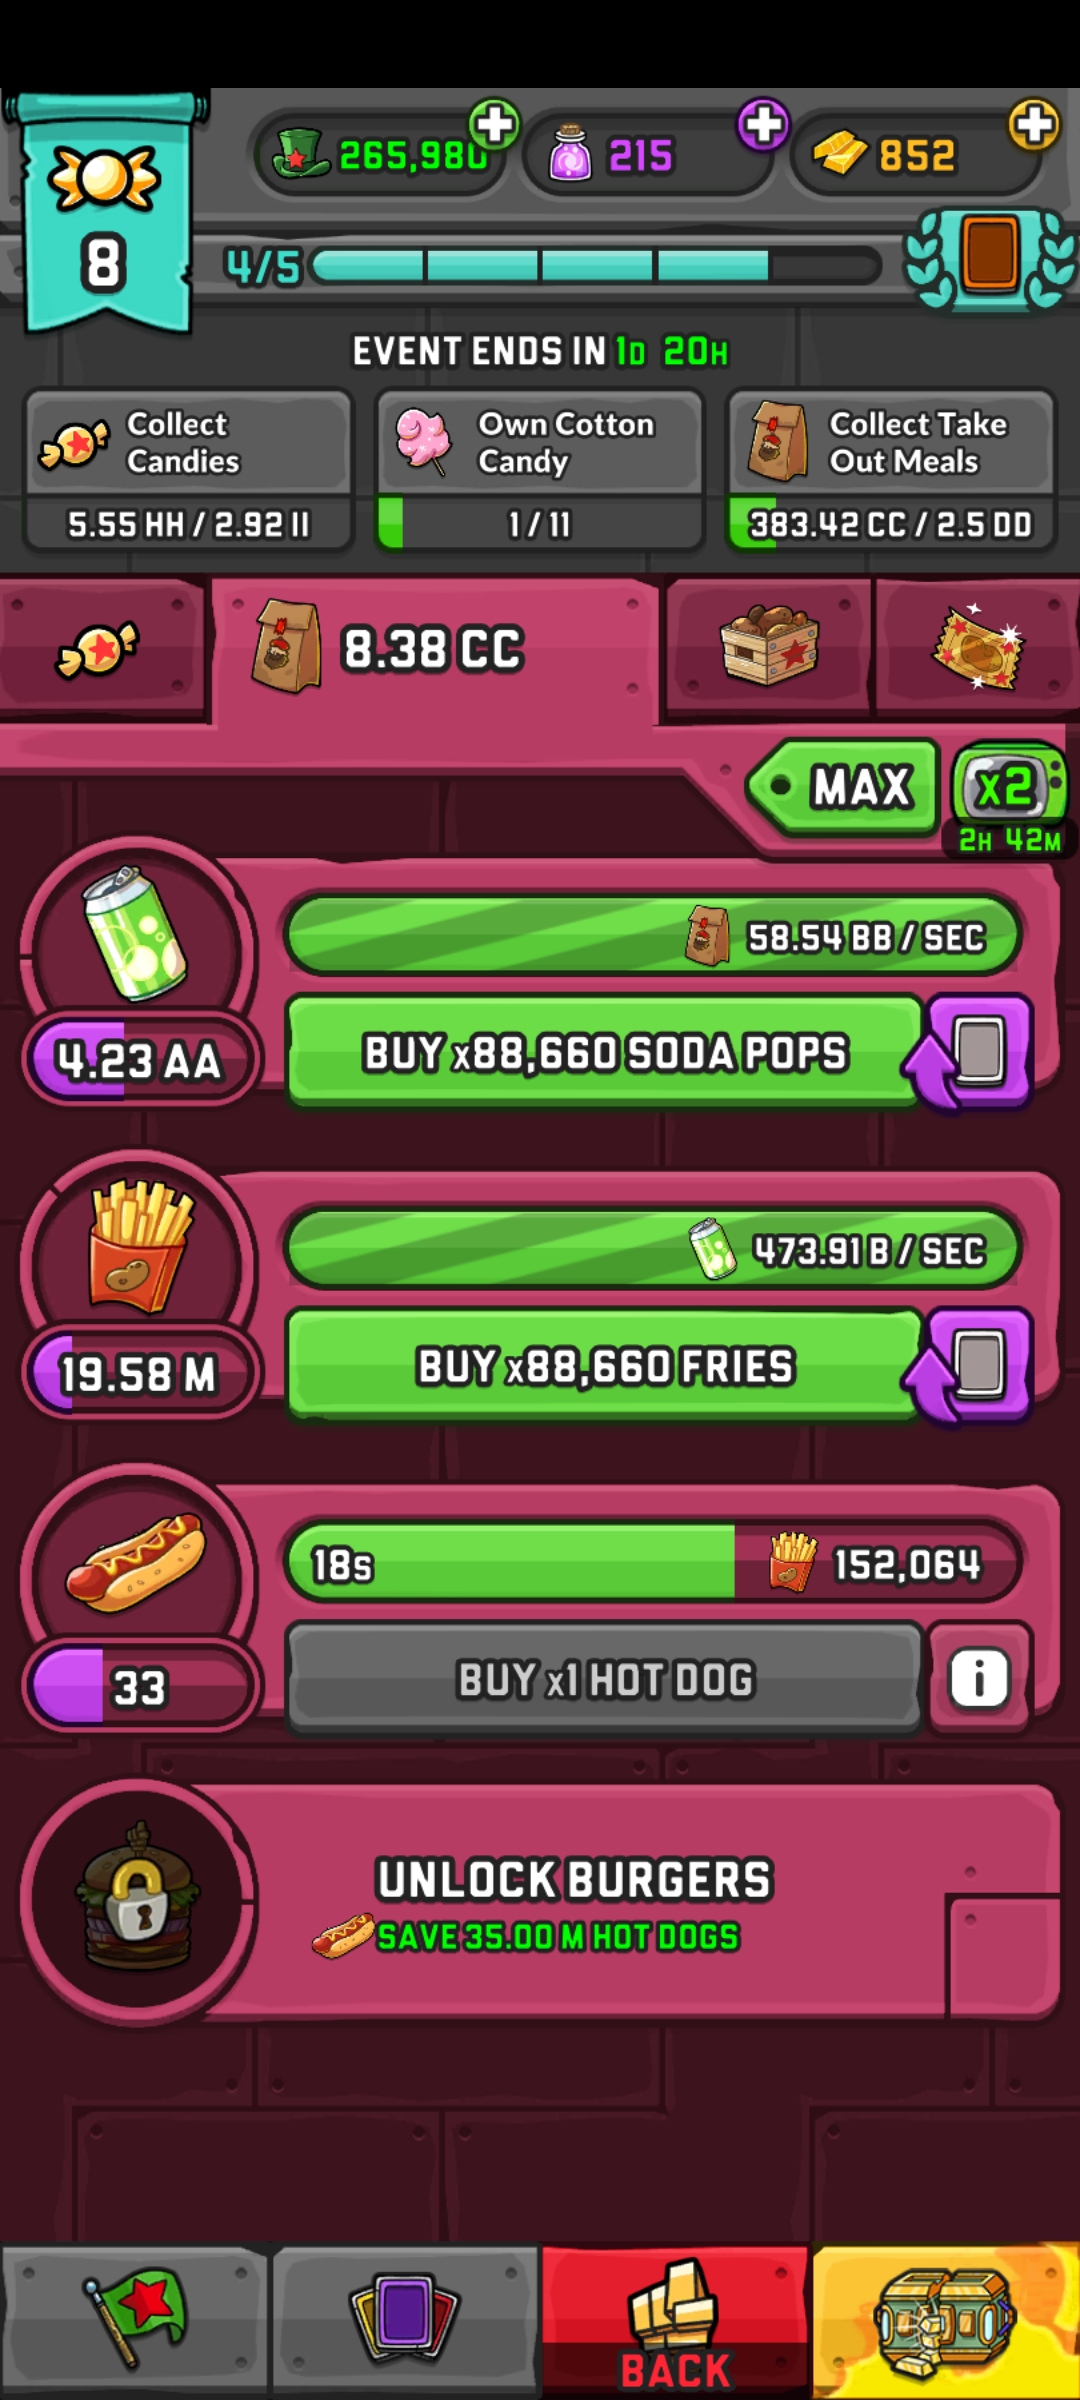 265,980
215
852
8
4/5
EVENT ENDS IN 1D 20H
Collect
Candies
5.55 HH / 2.92 II
Own Cotton
Candy
1 / 11
Collect Take
Out Meals
383.42 CC / 2.5 DD
8.38 CC
MAX
x2
2H 42M
58.54 BB / SEC
4.23 AA
BUY x88,660 SODA POPS
473.91 B / SEC
19.58 M
BUY x88,660 FRIES
18s
152,064
33
BUY x1 HOT DOG
i
UNLOCK BURGERS
SAVE 35.00 M HOT DOGS
BACK